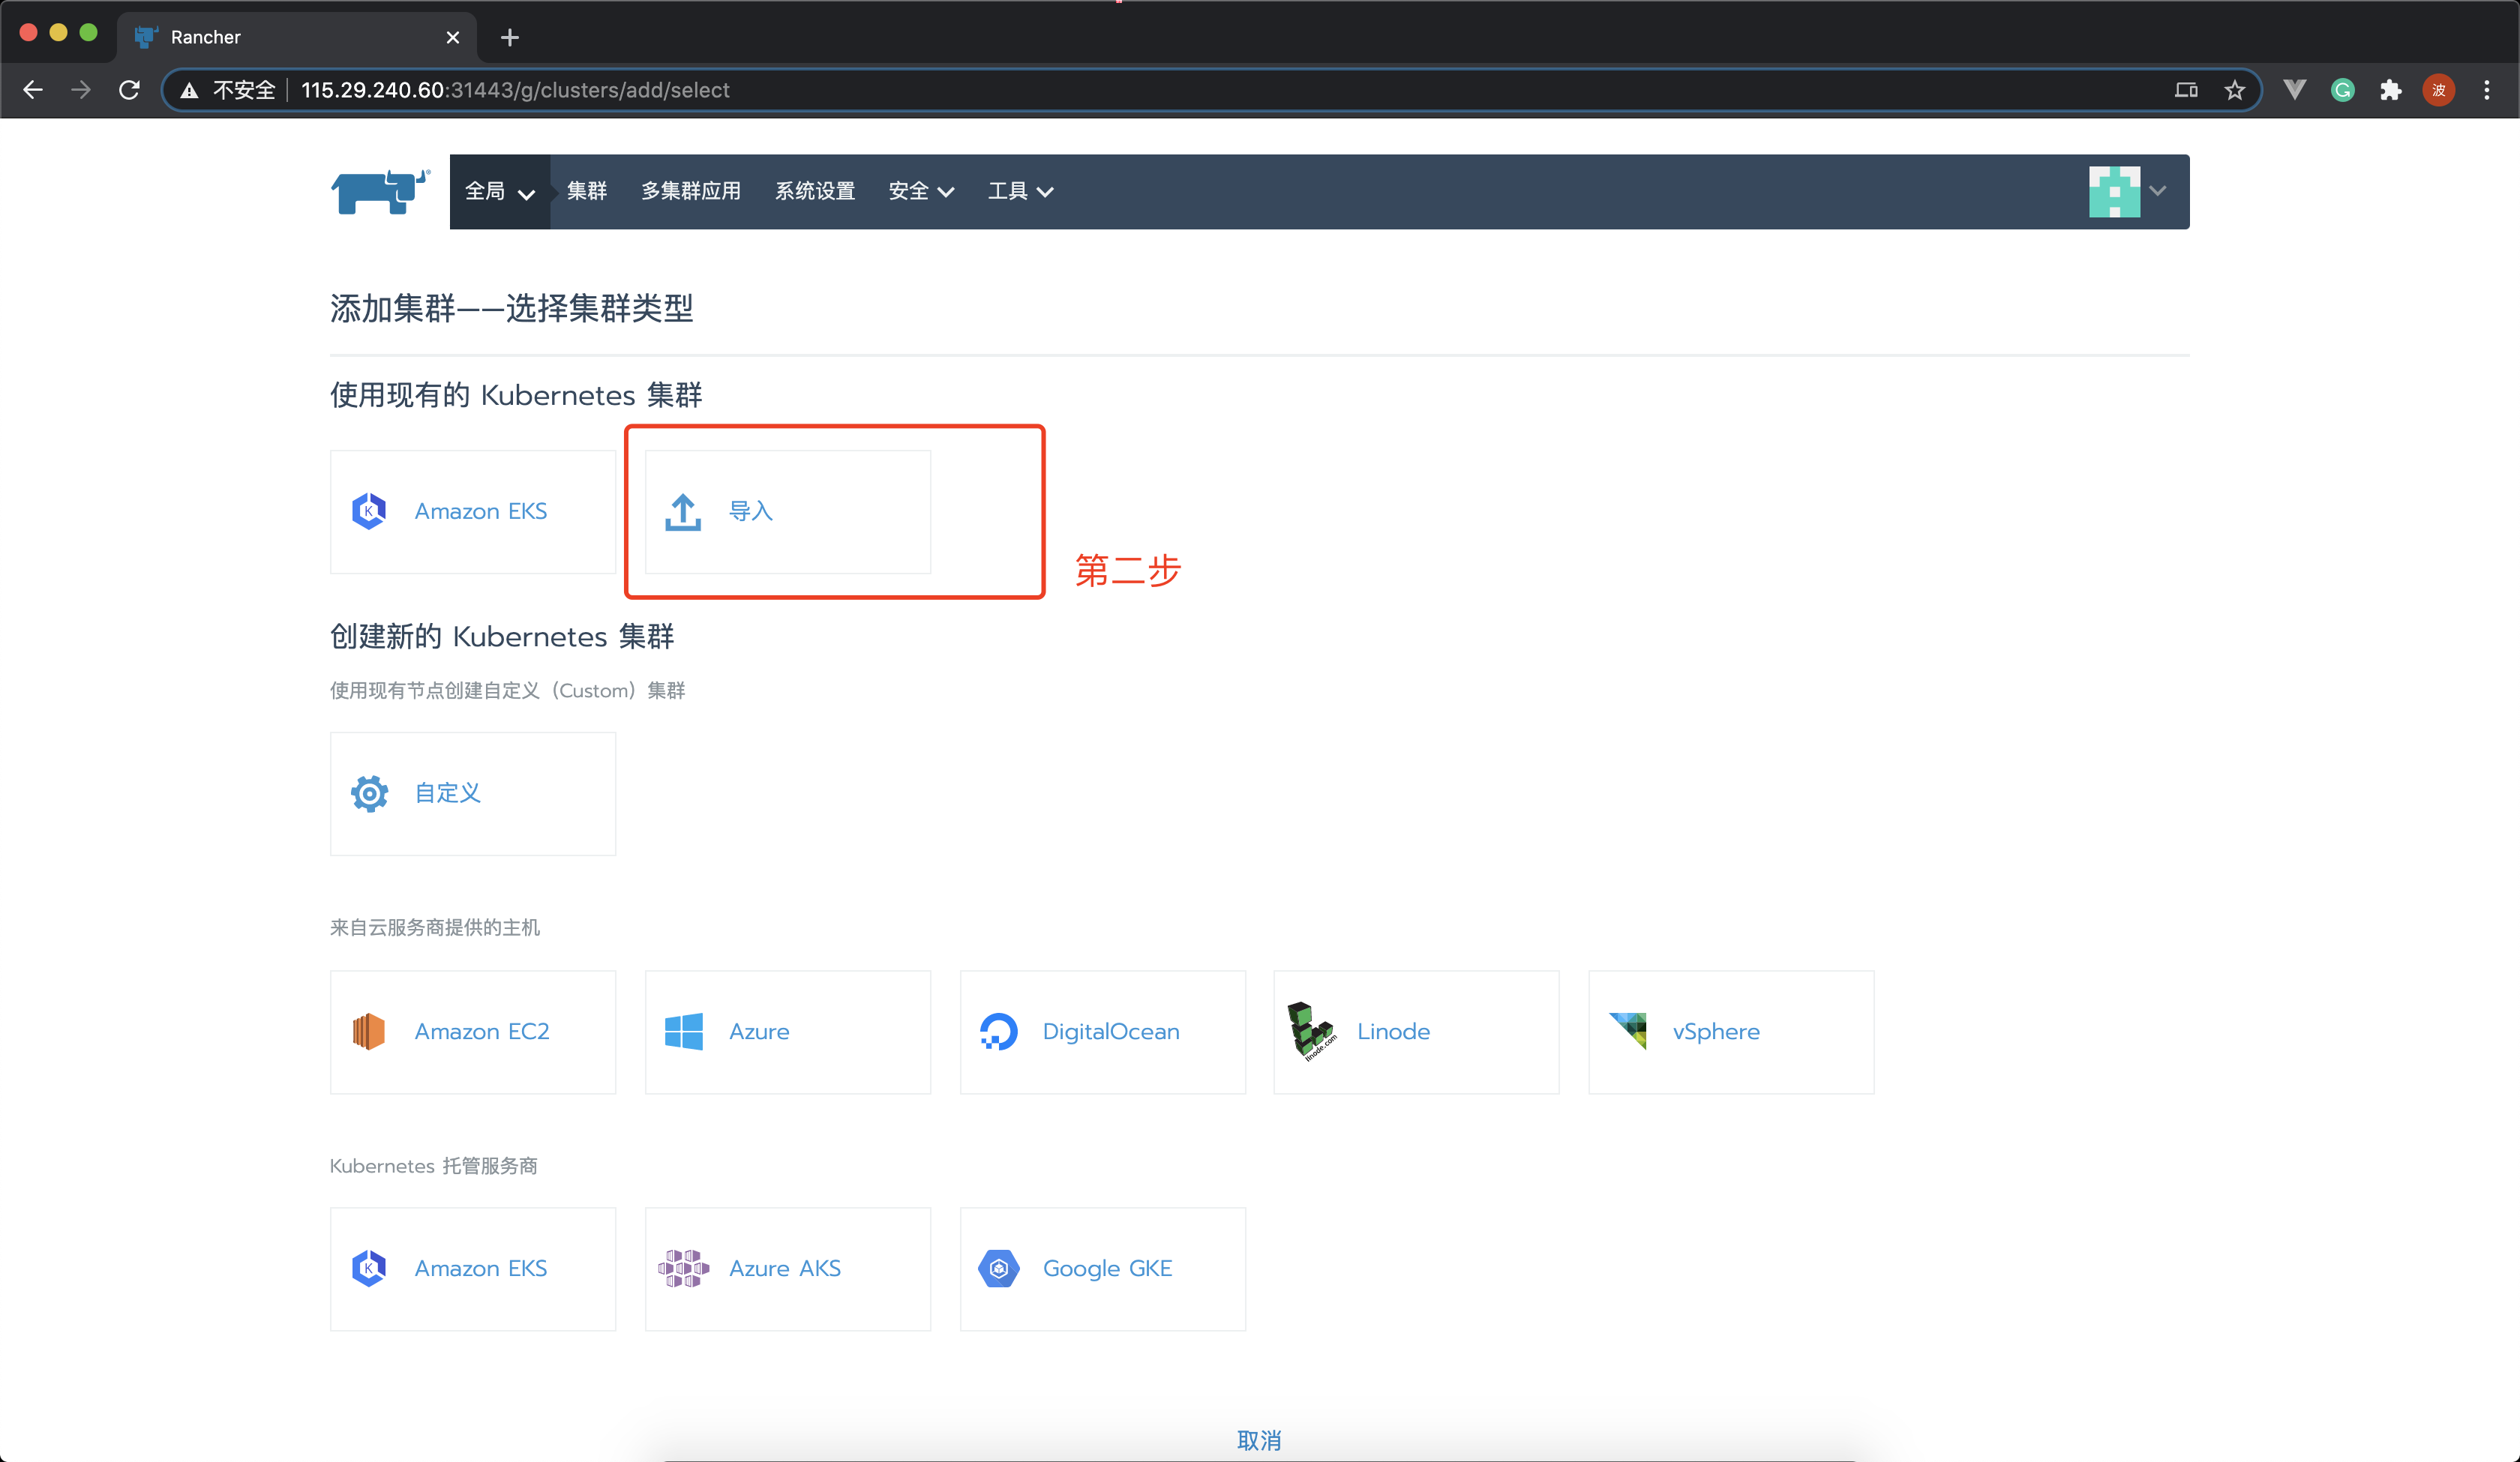 Rancher
不安全 115.29.240.60:31443/g/clusters/add/select
波
全局 集群 多集群应用 系统设置 安全 工具
添加集群——选择集群类型
使用现有的 Kubernetes 集群
Amazon EKS
导入
第二步
创建新的 Kubernetes 集群
使用现有节点创建自定义（Custom）集群
自定义
来自云服务商提供的主机
Amazon EC2
Azure
DigitalOcean
linode.com
Linode
vSphere
Kubernetes 托管服务商
Amazon EKS
Azure AKS
Google GKE
取消